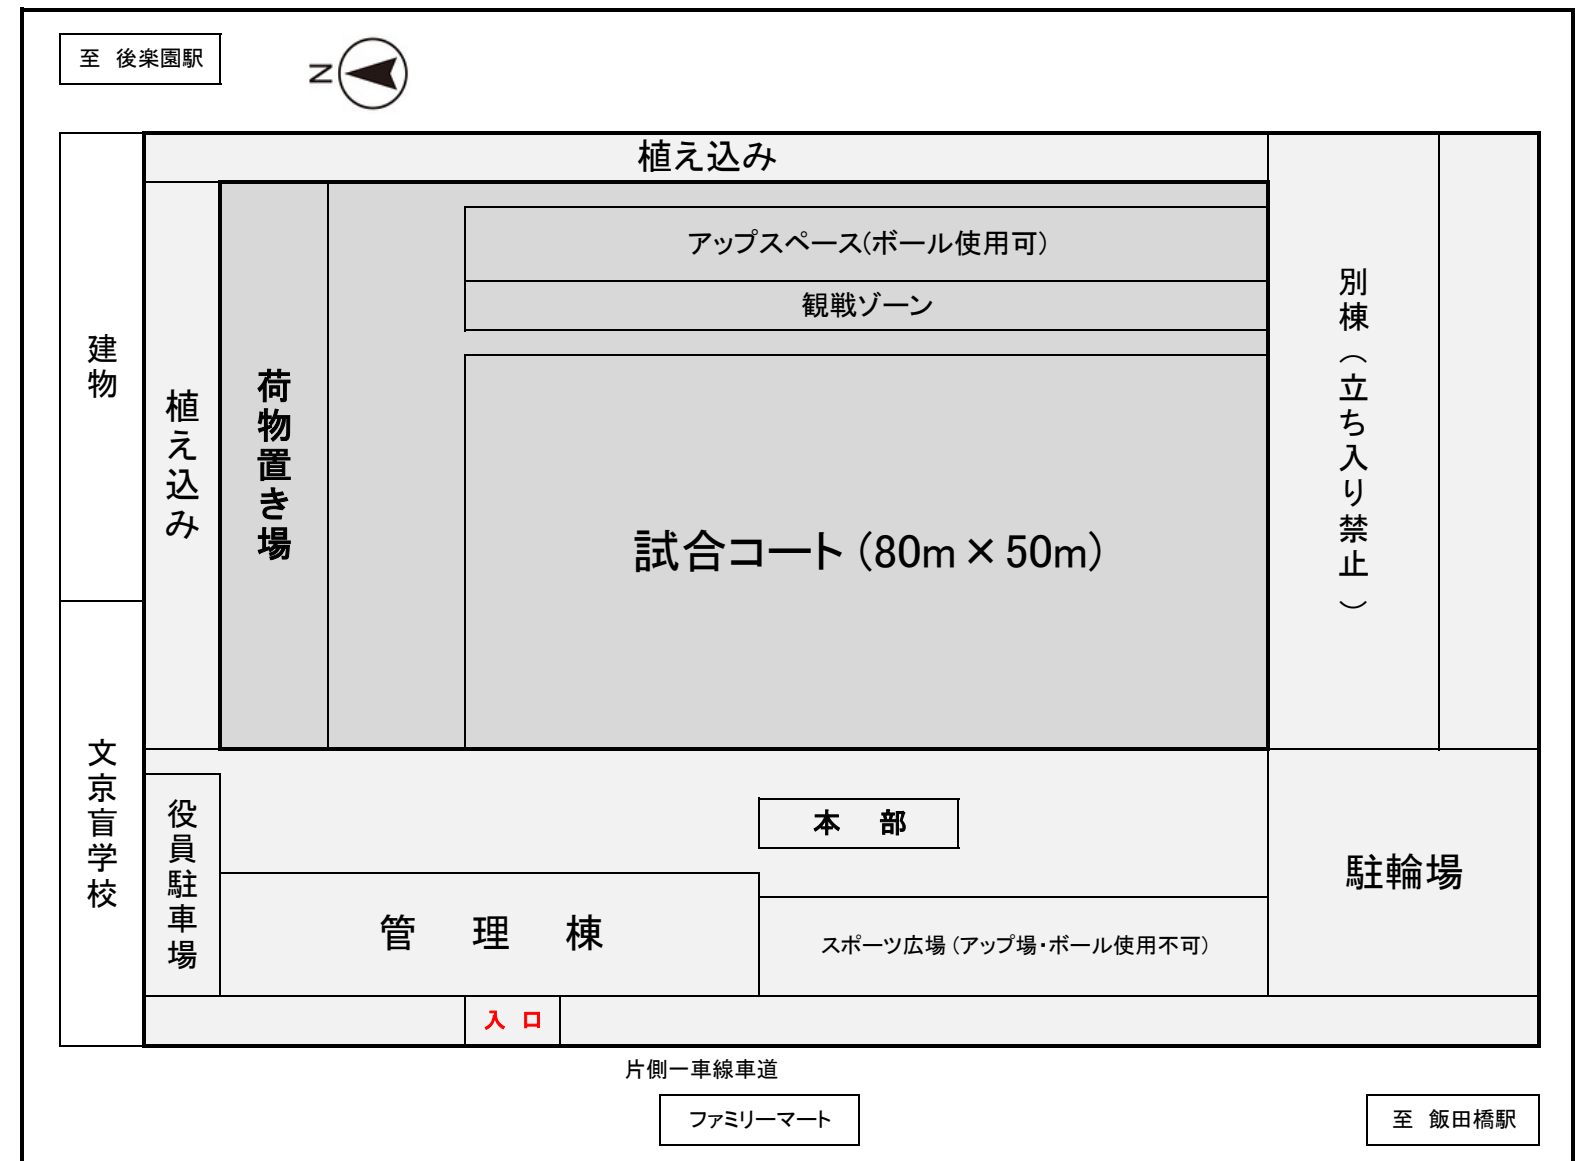 至　後楽園駅
N
植え込み
アップスペース(ボール使用可)
観戦ゾーン
建物
植え込み
荷物置き場
試合コート(80m×50m)
別棟(立ち入り禁止)
文京盲学校
役員駐車場
本　部
駐輪場
管　理　棟
スポーツ広場(アップ場・ボール使用不可)
入 口
片側一車線車道
ファミリーマート
至　飯田橋駅